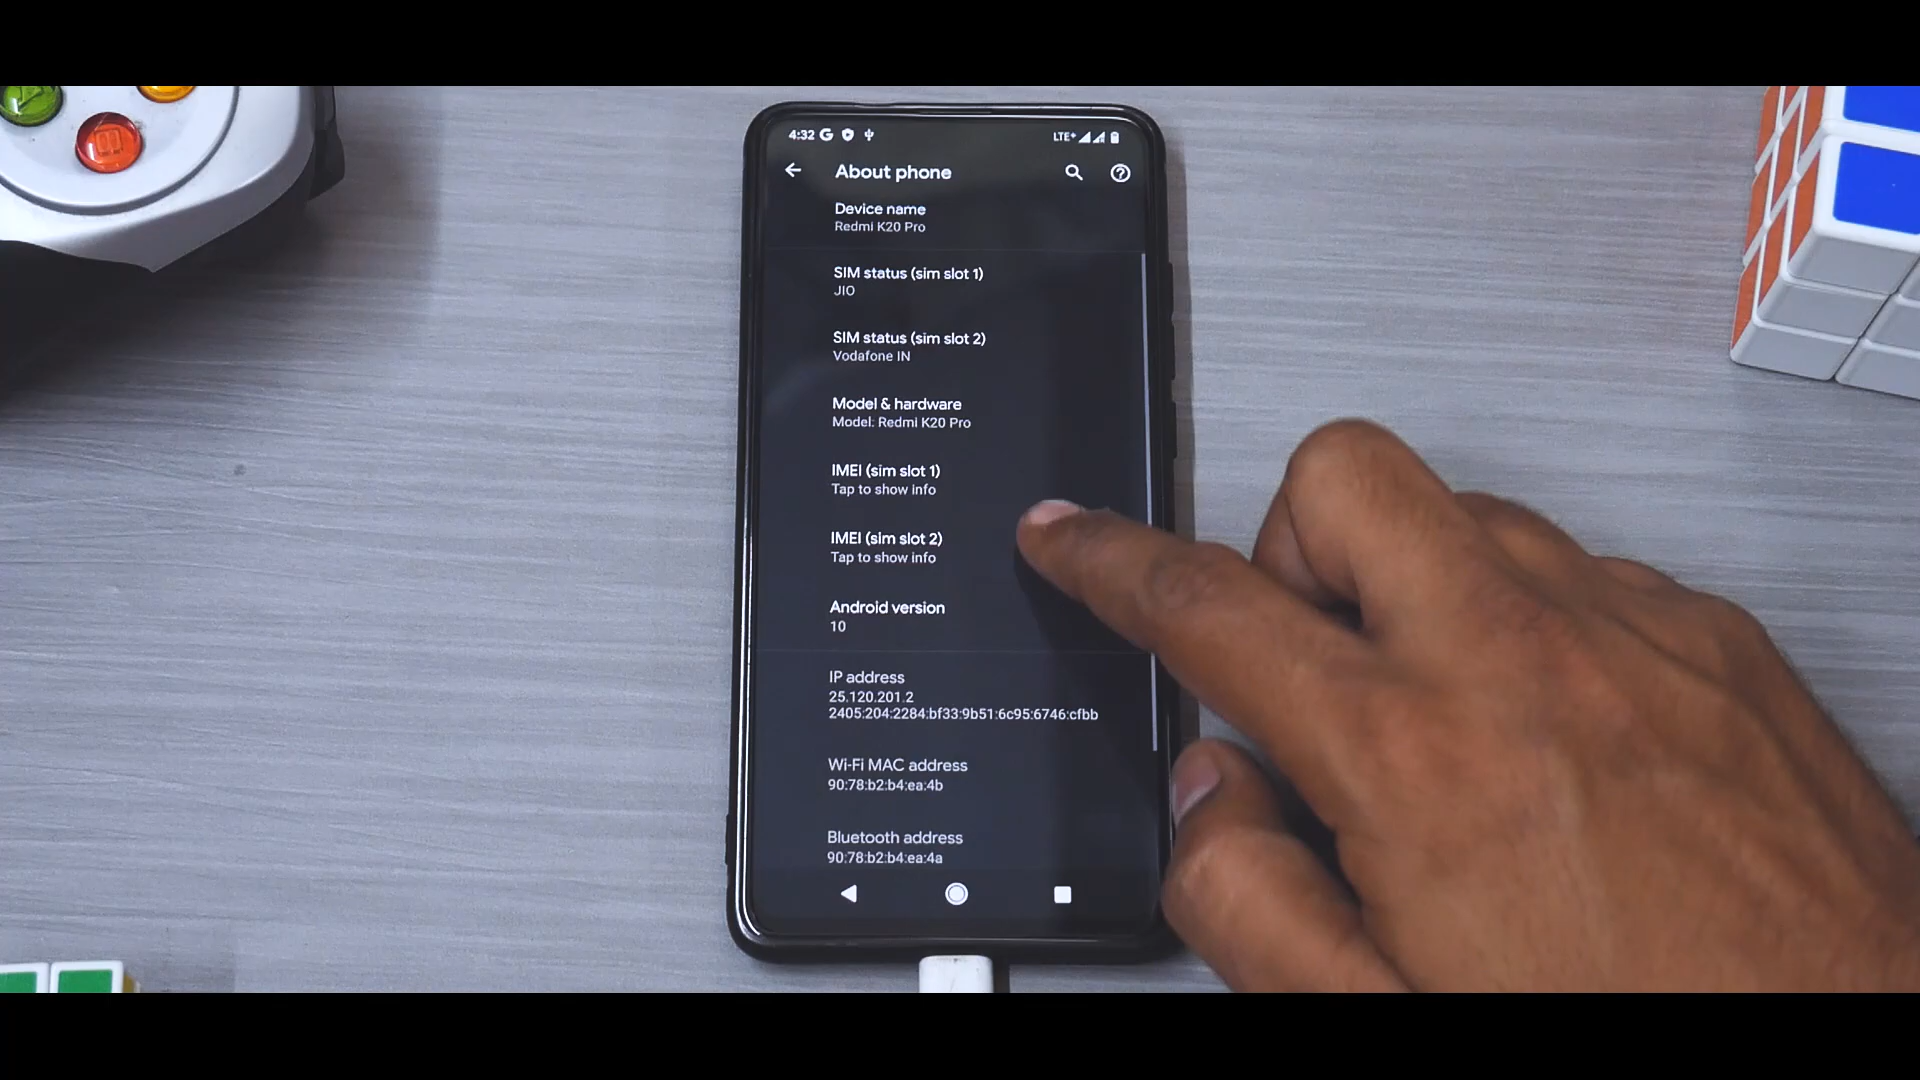 4:32
LTE+
About phone
Device name
Redmi K20 Pro
SIM status (sim slot 1)
JIO
SIM status (sim slot 2)
Vodafone IN
Model & hardware
Model: Redmi K20 Pro
IMEI (sim slot 1)
Tap to show info
IMEI (sim slot 2)
Tap to show info
Android version
10
IP address
25.120.201.2
2405:204:2284:bf33:9b51:6c95:6746:cfbb
Wi-Fi MAC address
90:78:b2:b4:ea:4b
Bluetooth address
90:78:b2:b4:ea:4a